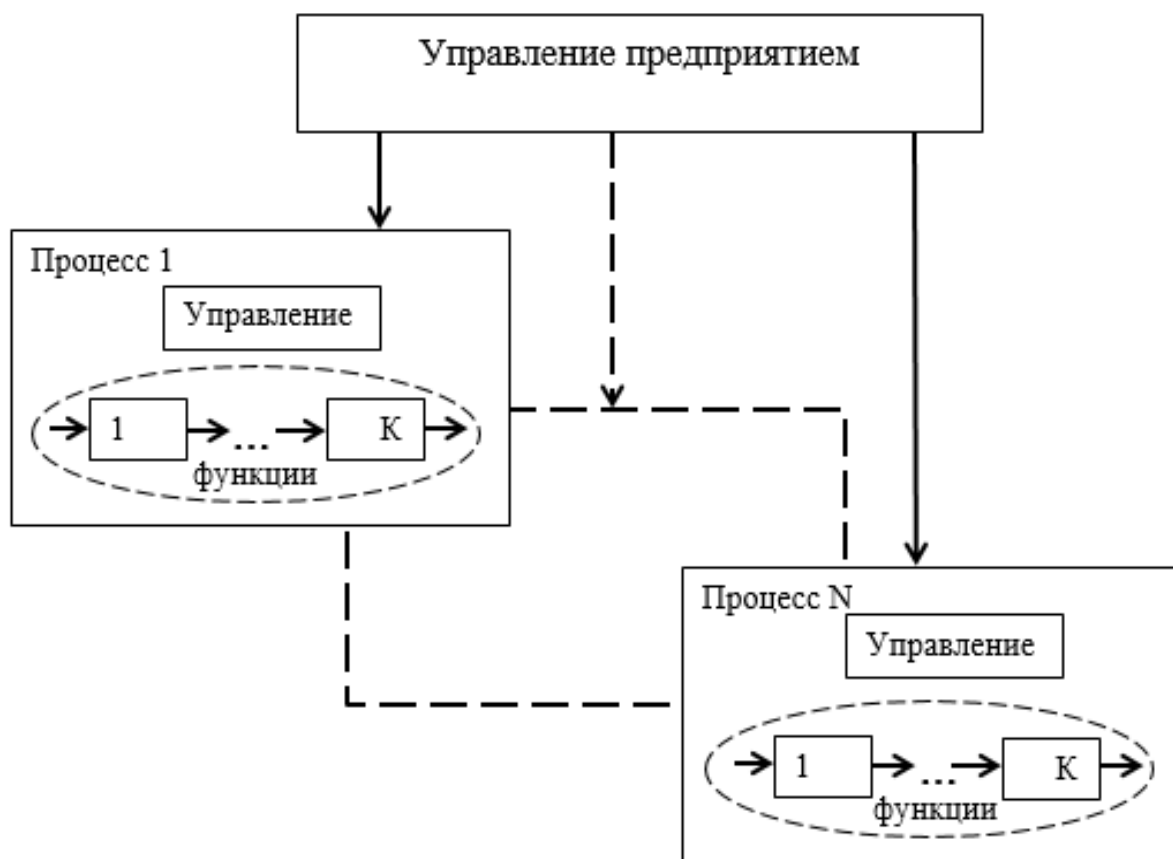 Управление предприятием
Процесс 1
Управление
1 ... К
функции
Процесс N
Управление
1 ... К
функции